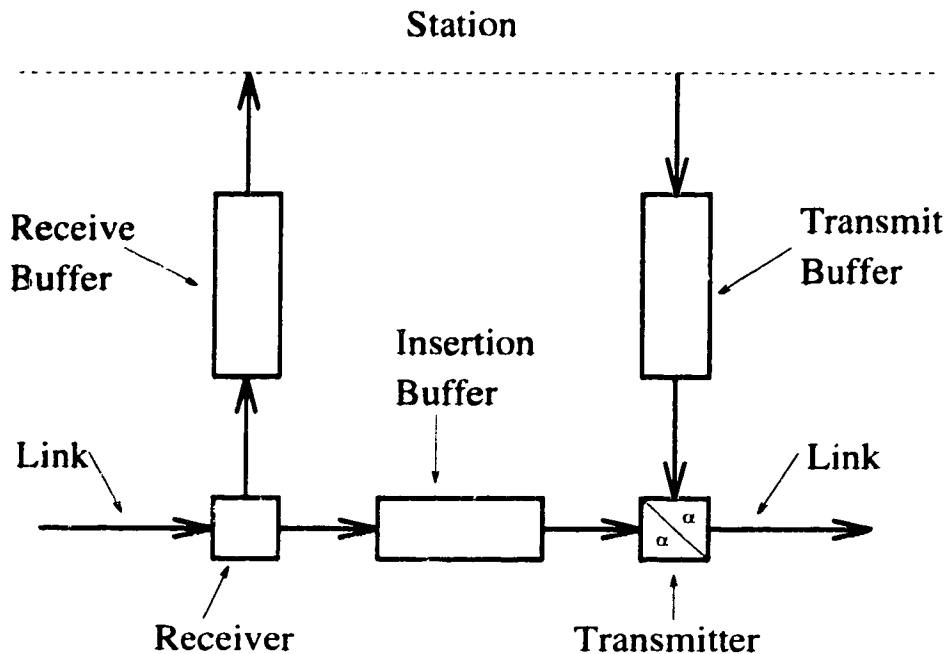 Station
Receive
Buffer
Transmit
Buffer
Insertion
Buffer
Link
Link
α
α
Receiver
Transmitter